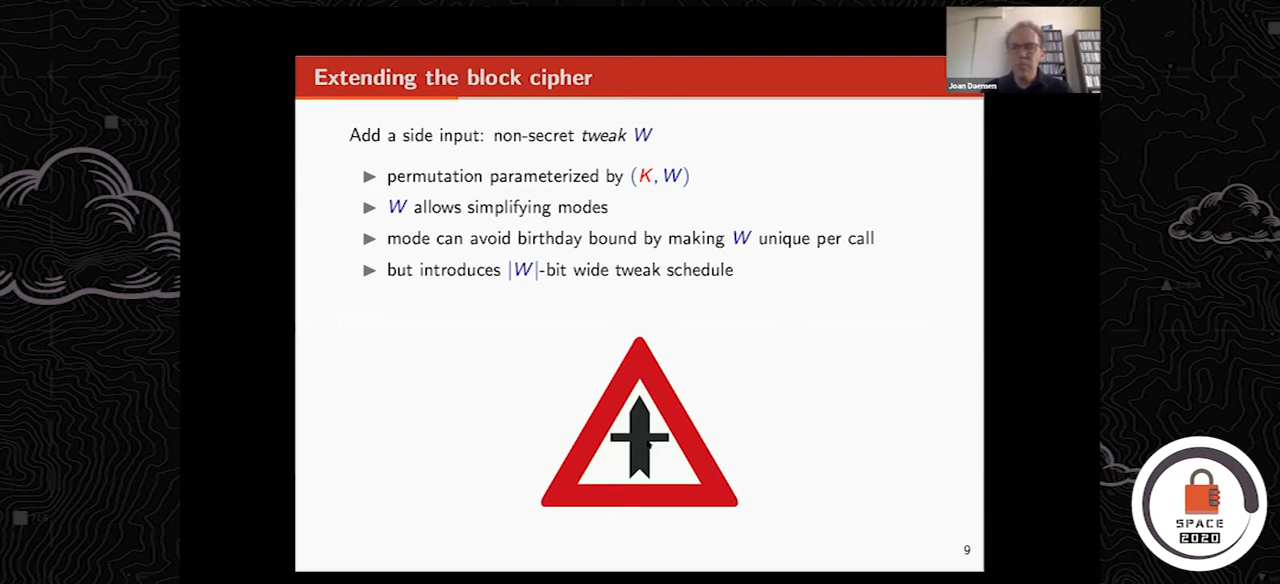 Joan Daemen
Extending the block cipher
Add a side input: non-secret tweak W
▶ permutation parameterized by (K, W)
▶ W allows simplifying modes
▶ mode can avoid birthday bound by making W unique per call
▶ but introduces |W|-bit wide tweak schedule
9
SPACE
2020